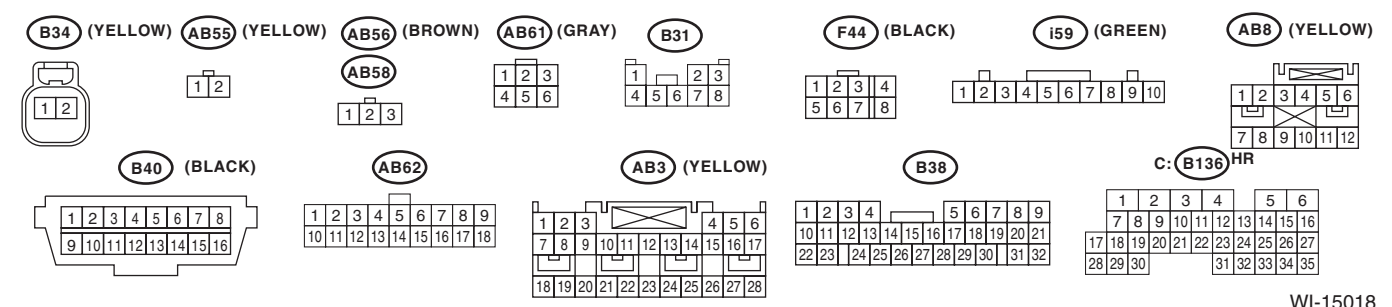 B34 (YELLOW) AB55 (YELLOW) AB56 (BROWN) AB61 (GRAY) B31 F44 (BLACK) i59 (GREEN) AB8 (YELLOW)
AB58
1 2
1 2
1 2 3
1 2 3
4 5 6
1 2 3
4 5 6 7 8
1 2 3 4
5 6 7 8
1 2 3 4 5 6 7 8 9 10
1 2 3 4 5 6
7 8 9 10 11 12
B40 (BLACK) AB62 AB3 (YELLOW) B38 C: B136 HR
1 2 3 4 5 6 7 8
9 10 11 12 13 14 15 16
1 2 3 4 5 6 7 8 9
10 11 12 13 14 15 16 17 18
1 2 3 4 5 6
7 8 9 10 11 12 13 14 15 16 17
18 19 20 21 22 23 24 25 26 27 28
1 2 3 4 5 6 7 8 9
10 11 12 13 14 15 16 17 18 19 20 21
22 23 24 25 26 27 28 29 30 31 32
1 2 3 4 5 6
7 8 9 10 11 12 13 14 15 16
17 18 19 20 21 22 23 24 25 26 27
28 29 30 31 32 33 34 35
WI-15018